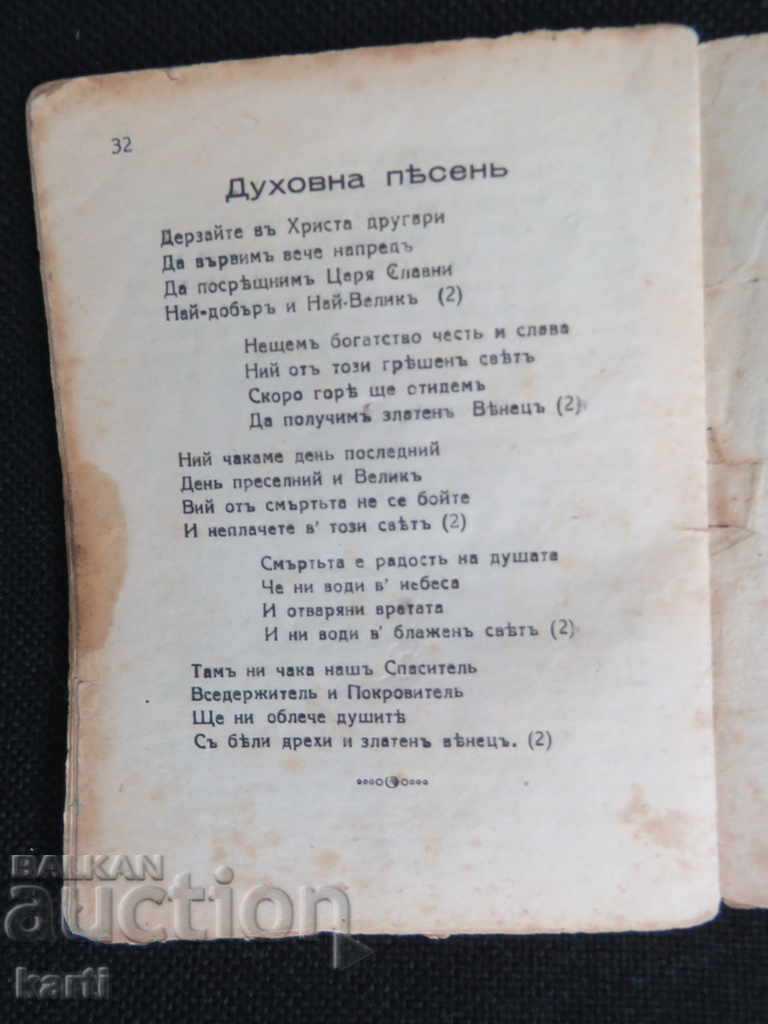 32
Духовна пѣсень
Дерзайте въ Христа другари
Да вървимъ вече напредъ
Да посрѣщнимъ Царя Славни
Най-добъръ и Най-Великъ (2)
Нещемъ богатство честь и слава
Ний отъ този грѣшенъ свѣтъ
Скоро горѣ ще отидемъ
Да получимъ златенъ Вѣнецъ (2)
Ний чакаме день последний
День преселний и Великъ
Вий отъ смъртьта не се бойте
И неплачете в' този свѣтъ (2)
Смъртьта е радость на душата
Че ни води в' небеса
И отваряни вратата
И ни води в' блаженъ свѣтъ (2)
Тамъ ни чака нашъ Спаситель
Вседержитель и Покровитель
Ще ни облече душитѣ
Съ бѣли дрехи и златенъ вѣнецъ. (2)
BALKAN
auction
karti